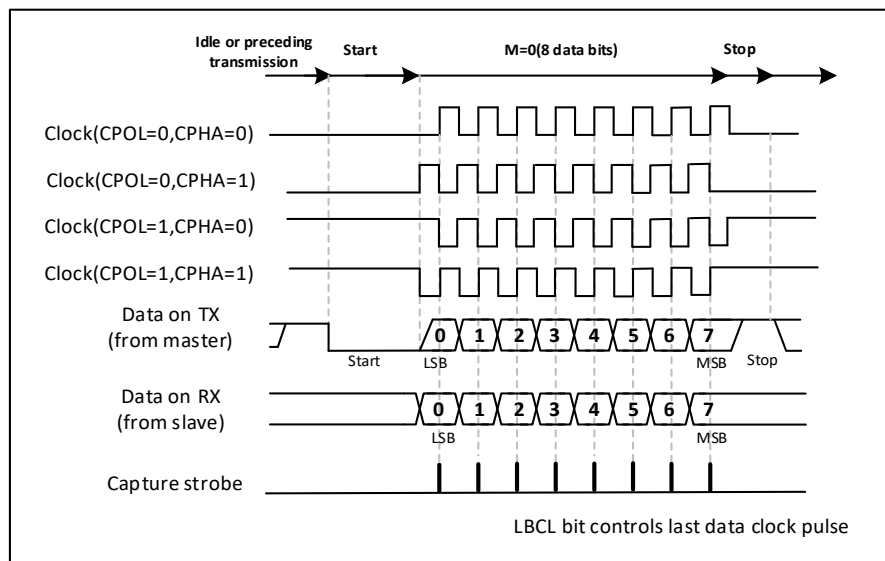 Idle or preceding
transmission
Start
M=0(8 data bits)
Stop
Clock(CPOL=0,CPHA=0)
Clock(CPOL=0,CPHA=1)
Clock(CPOL=1,CPHA=0)
Clock(CPOL=1,CPHA=1)
Data on TX
(from master)
0 1 2 3 4 5 6 7
Start
LSB
MSB
Stop
Data on RX
(from slave)
0 1 2 3 4 5 6 7
LSB
MSB
Capture strobe
LBCL bit controls last data clock pulse